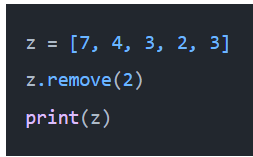 z = [7, 4, 3, 2, 3]
z.remove(2)
print(z)